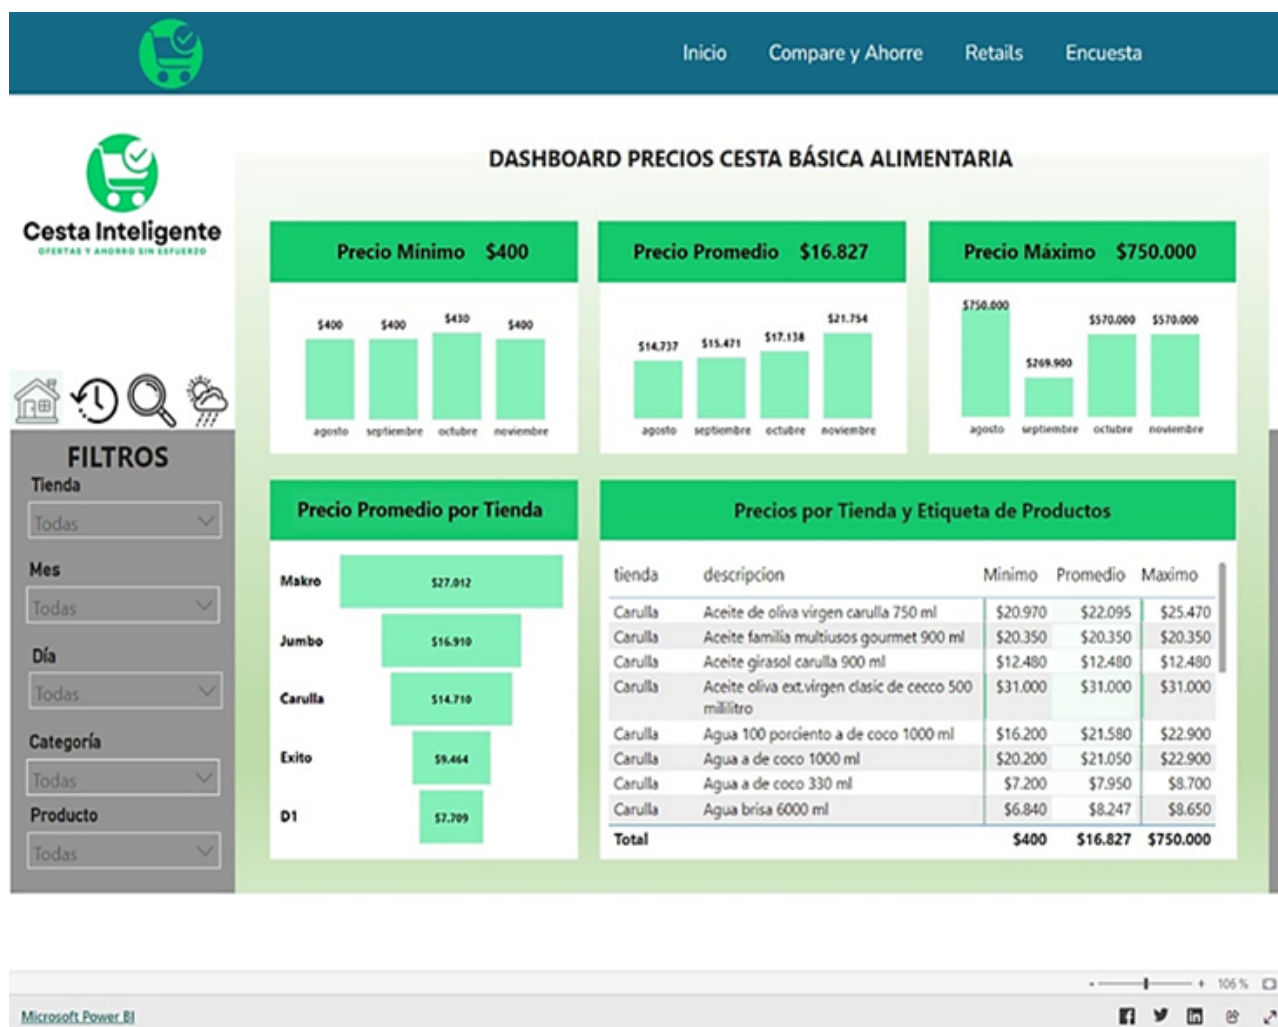 Inicio Compare y Ahorre Retails Encuesta
Cesta Inteligente
OFERTAS Y AHORRO SIN ESFUERZO
DASHBOARD PRECIOS CESTA BÁSICA ALIMENTARIA
Precio Mínimo $400
$400 $400 $430 $400
agosto septiembre octubre noviembre
Precio Promedio $16.827
$14.737 $15.471 $17.138 $21.754
agosto septiembre octubre noviembre
Precio Máximo $750.000
$750.000 $269.900 $570.000 $570.000
agosto septiembre octubre noviembre
FILTROS
Tienda
Todas
Mes
Todas
Día
Todas
Categoría
Todas
Producto
Todas
Precio Promedio por Tienda
Makro $27.012
Jumbo $16.910
Carulla $14.710
Exito $9.464
D1 $7.709
Precios por Tienda y Etiqueta de Productos
tienda descripcion Minimo Promedio Maximo
Carulla Aceite de oliva virgen carulla 750 ml $20.970 $22.095 $25.470
Carulla Aceite familia multiusos gourmet 900 ml $20.350 $20.350 $20.350
Carulla Aceite girasol carulla 900 ml $12.480 $12.480 $12.480
Carulla Aceite oliva ext.virgen clasic de cecco 500 $31.000 $31.000 $31.000
mililitro
Carulla Agua 100 porciento a de coco 1000 ml $16.200 $21.580 $22.900
Carulla Agua a de coco 1000 ml $20.200 $21.050 $22.900
Carulla Agua a de coco 330 ml $7.200 $7.950 $8.700
Carulla Agua brisa 6000 ml $6.840 $8.247 $8.650
Total $400 $16.827 $750.000
- + 106 %
Microsoft Power BI